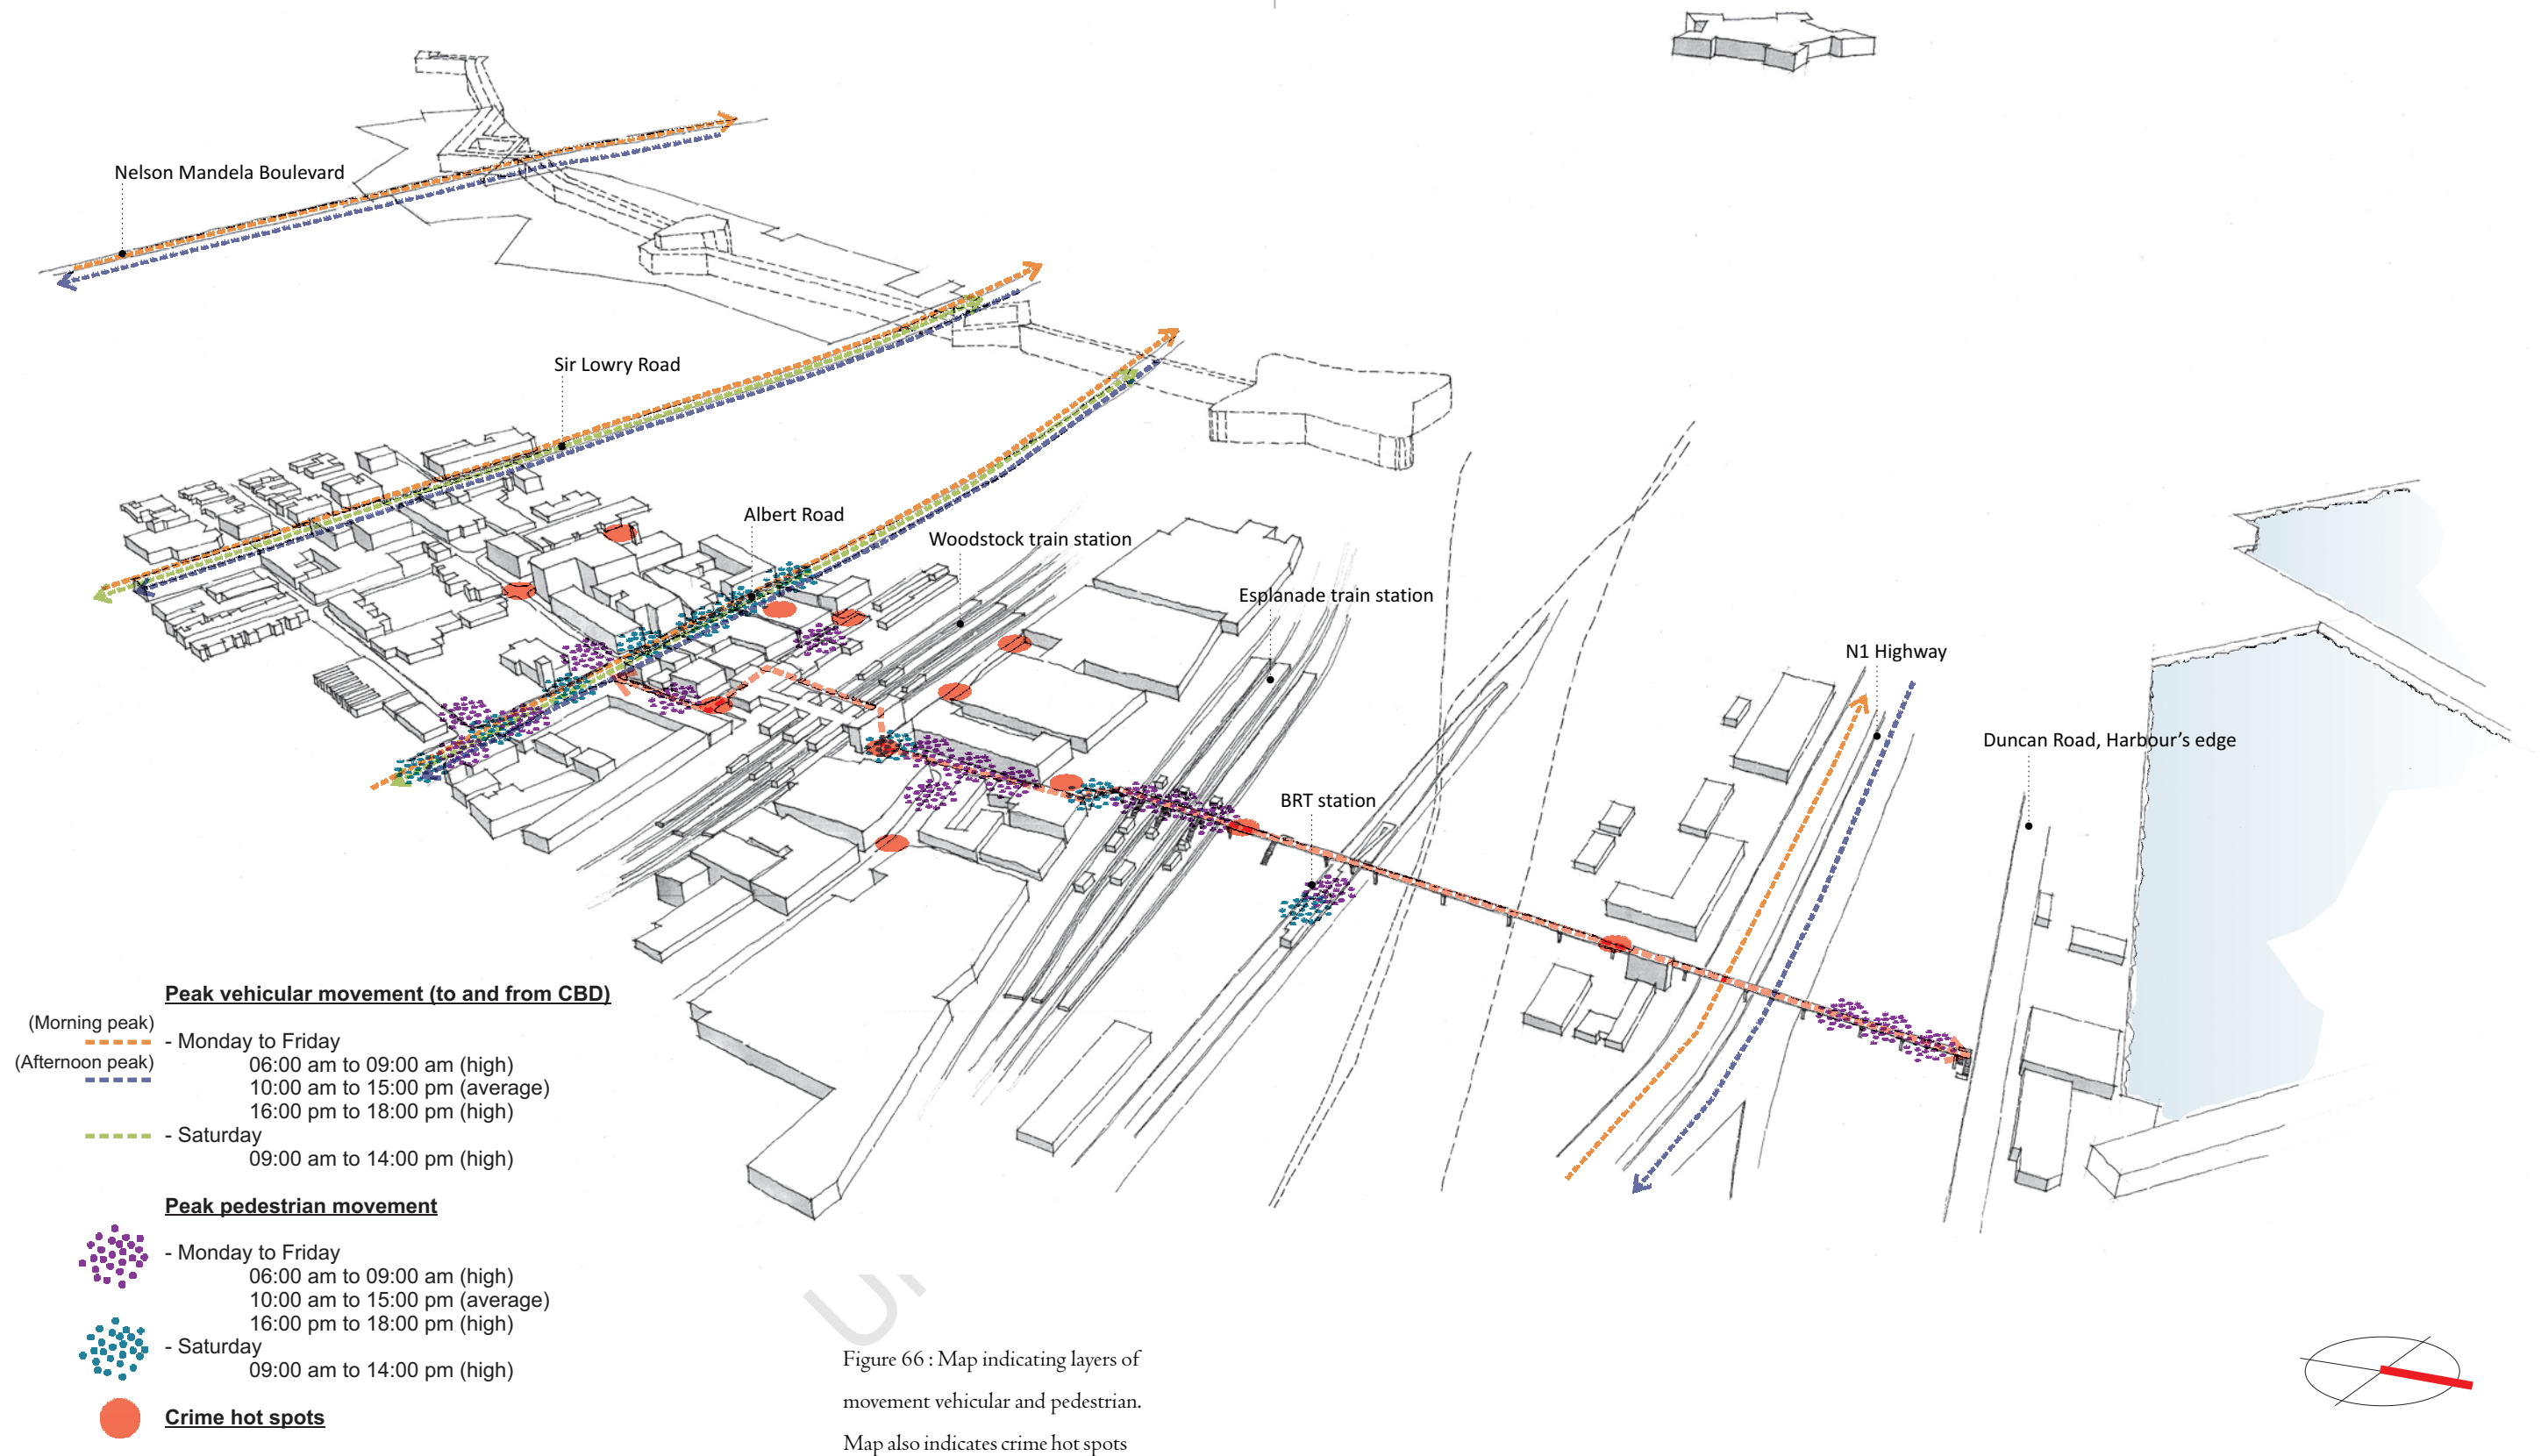 Nelson Mandela Boulevard
Sir Lowry Road
Albert Road
Woodstock train station
Esplanade train station
N1 Highway
Duncan Road, Harbour’s edge
BRT station
Peak vehicular movement (to and from CBD)
(Morning peak)
- Monday to Friday
(Afternoon peak)
06:00 am to 09:00 am (high)
10:00 am to 15:00 pm (average)
16:00 pm to 18:00 pm (high)
- Saturday
09:00 am to 14:00 pm (high)
Peak pedestrian movement
- Monday to Friday
06:00 am to 09:00 am (high)
10:00 am to 15:00 pm (average)
16:00 pm to 18:00 pm (high)
- Saturday
09:00 am to 14:00 pm (high)
Crime hot spots
Figure 66 : Map indicating layers of
movement vehicular and pedestrian.
Map also indicates crime hot spots